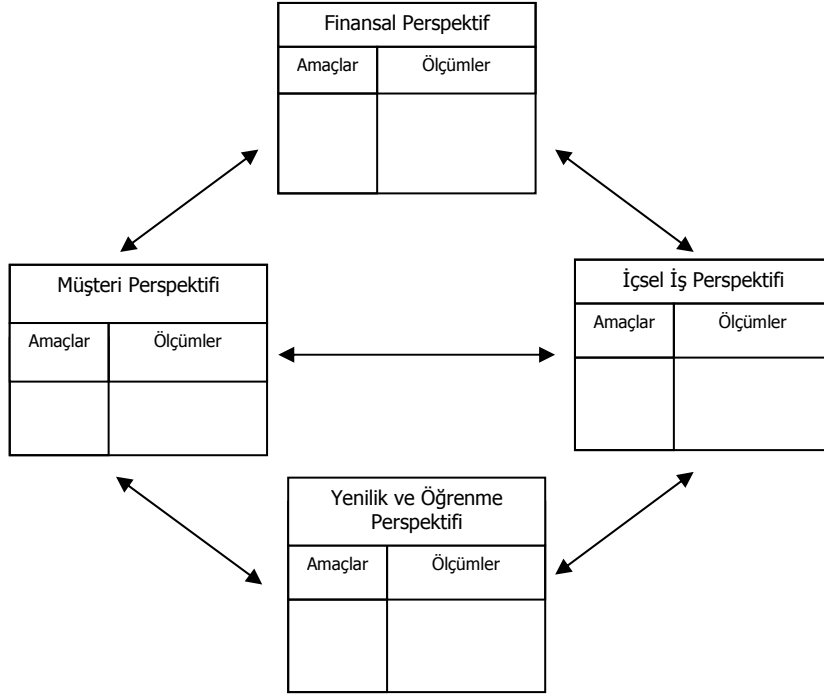 Finansal Perspektif
Amaçlar Ölçümler
Müşteri Perspektifi
Amaçlar Ölçümler
İçsel İş Perspektifi
Amaçlar Ölçümler
Yenilik ve Öğrenme
Perspektifi
Amaçlar Ölçümler